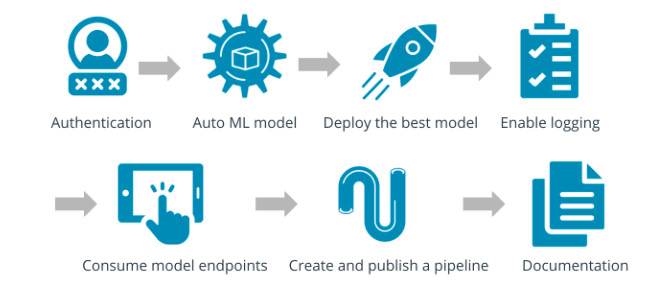 Authentication
Auto ML model
Deploy the best model
Enable logging
Consume model endpoints
Create and publish a pipeline
Documentation